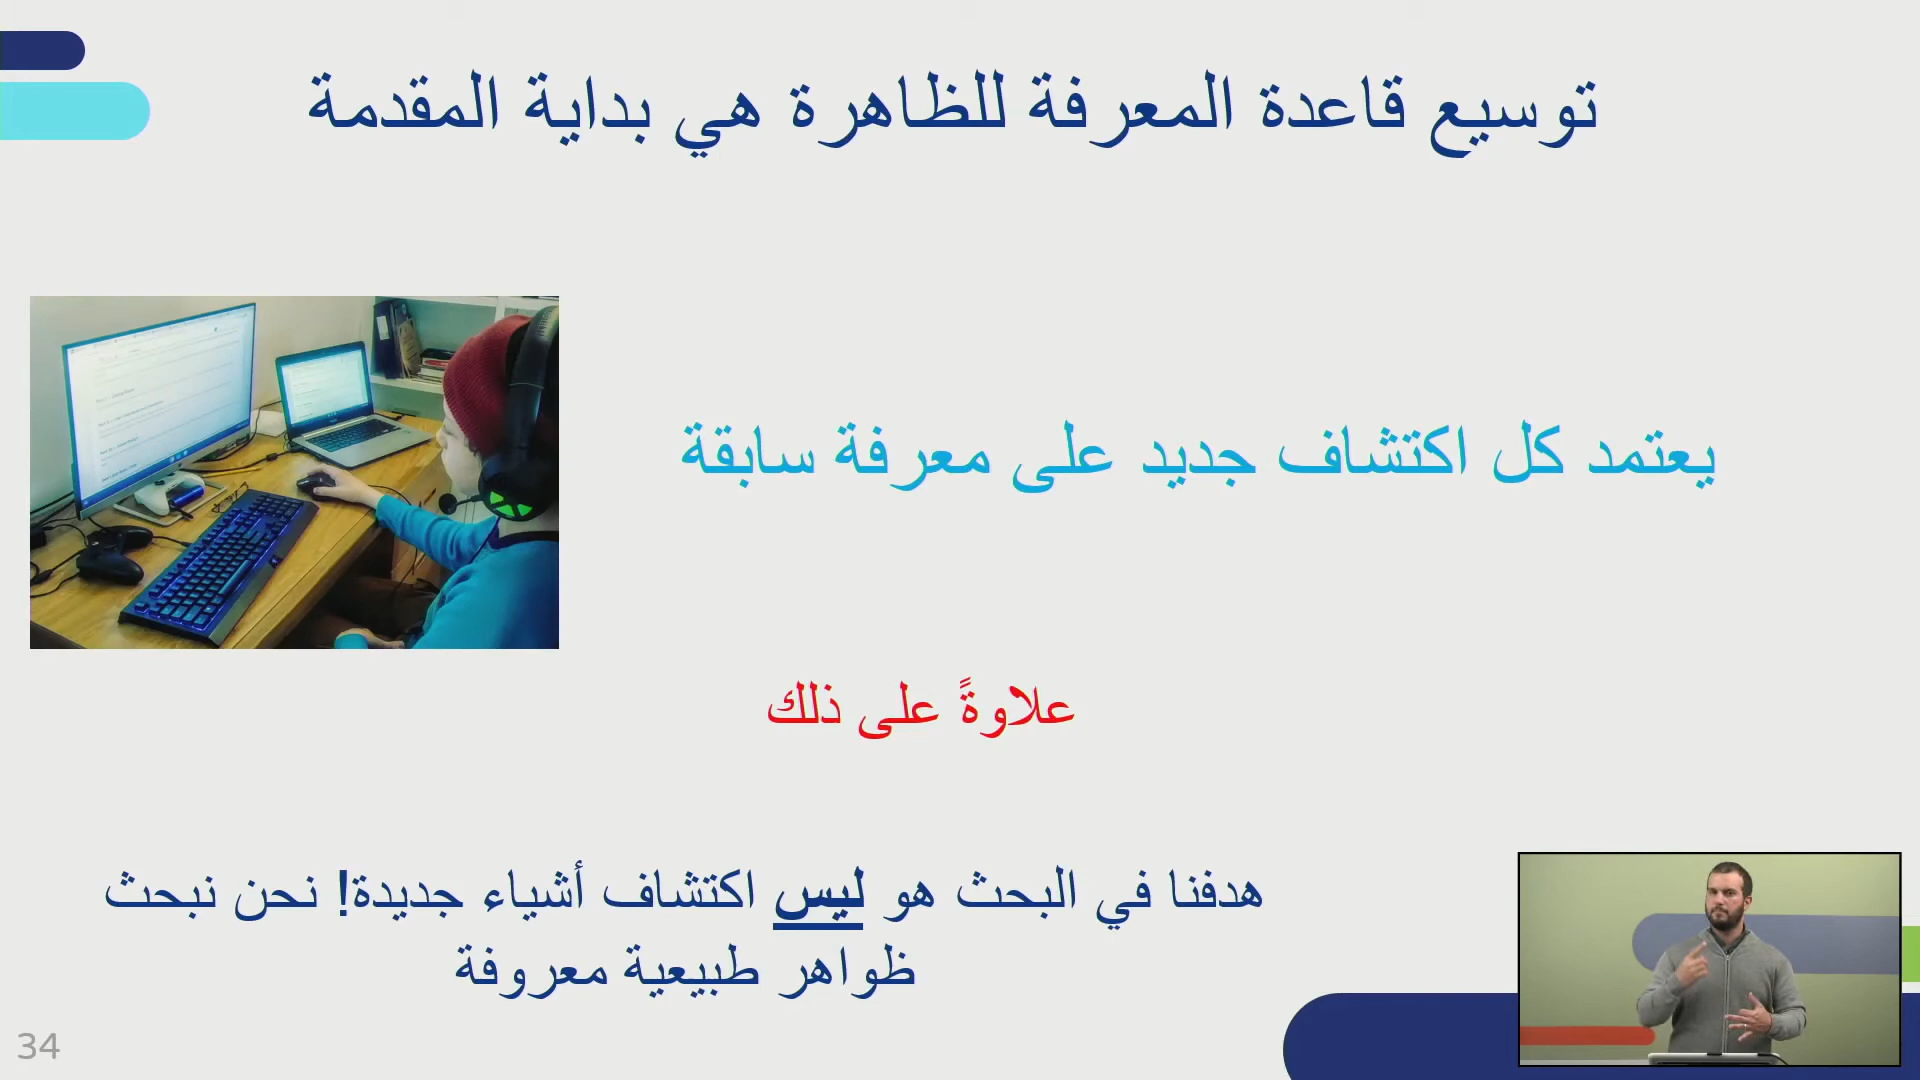 توسيع قاعدة المعرفة للظاهرة هي بداية المقدمة
يعتمد كل اكتشاف جديد على معرفة سابقة
علاوةً على ذلك
هدفنا في البحث هو ليس اكتشاف أشياء جديدة! نحن نبحث
ظواهر طبيعية معروفة
34